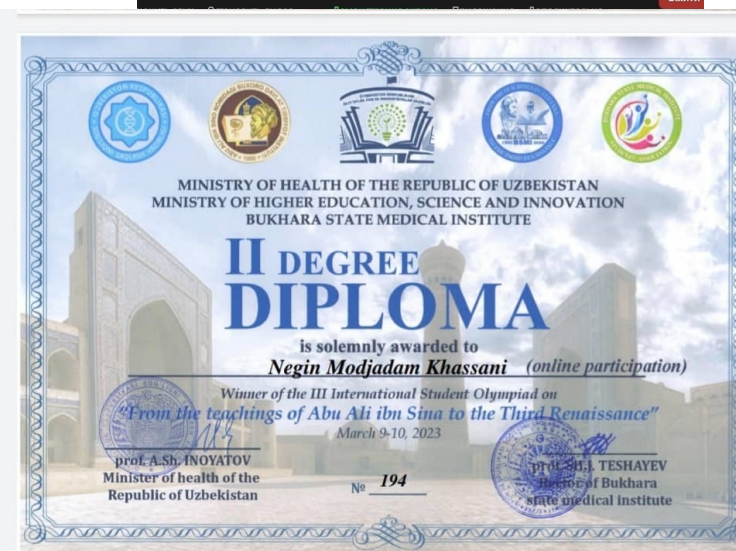 MINISTRY OF HEALTH OF THE REPUBLIC OF UZBEKISTAN
MINISTRY OF HIGHER EDUCATION, SCIENCE AND INNOVATION
BUKHARA STATE MEDICAL INSTITUTE
II DEGREE
DIPLOMA
is solemnly awarded to
Negin Modjadam Khassani (online participation)
Winner of the III International Student Olympiad on
“From the teachings of Abu Ali ibn Sina to the Third Renaissance”
March 9-10, 2023
prof. A.Sh. INOYATOV
Minister of health of the
Republic of Uzbekistan
№ 194
prof. Sh.J. TESHAYEV
Rector of Bukhara
state medical institute